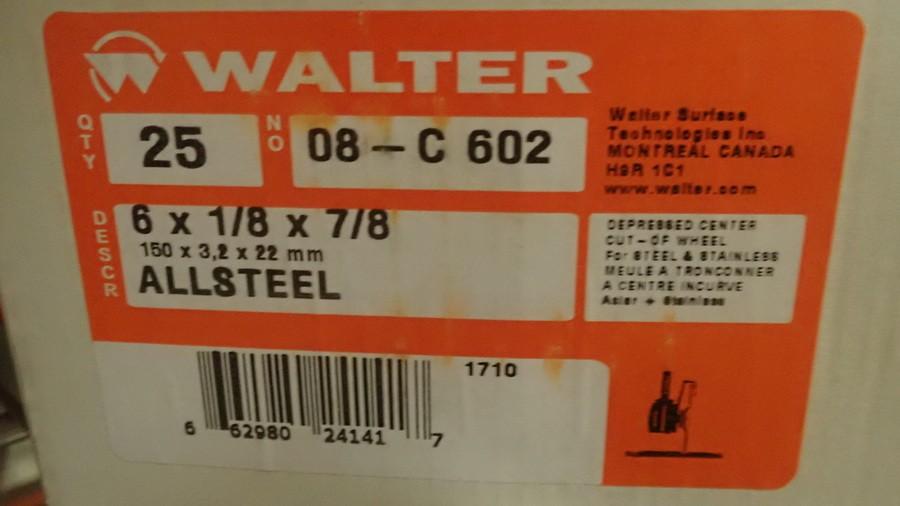 WALTER
QTY 25 NO 08-C 602
Walter Surface
Technologies Inc
MONTREAL CANADA
H9R 1C1
www.walter.com
DESCR 6 x 1/8 x 7/8
150 x 3,2 x 22 mm
ALLSTEEL
DEPRESSED CENTER
CUT-OF WHEEL
For STEEL & STAINLESS
MEULE A TRONCONNER
A CENTRE INCURVE
Acier + Stainless
1710
6 62980 24141 7